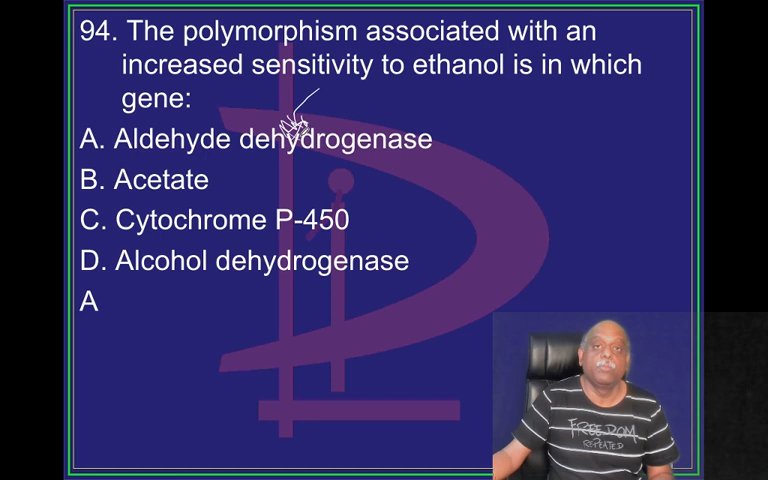 94. The polymorphism associated with an
increased sensitivity to ethanol is in which
gene:
A. Aldehyde dehydrogenase
B. Acetate
C. Cytochrome P-450
D. Alcohol dehydrogenase
A
FREEDOM
REPEATED